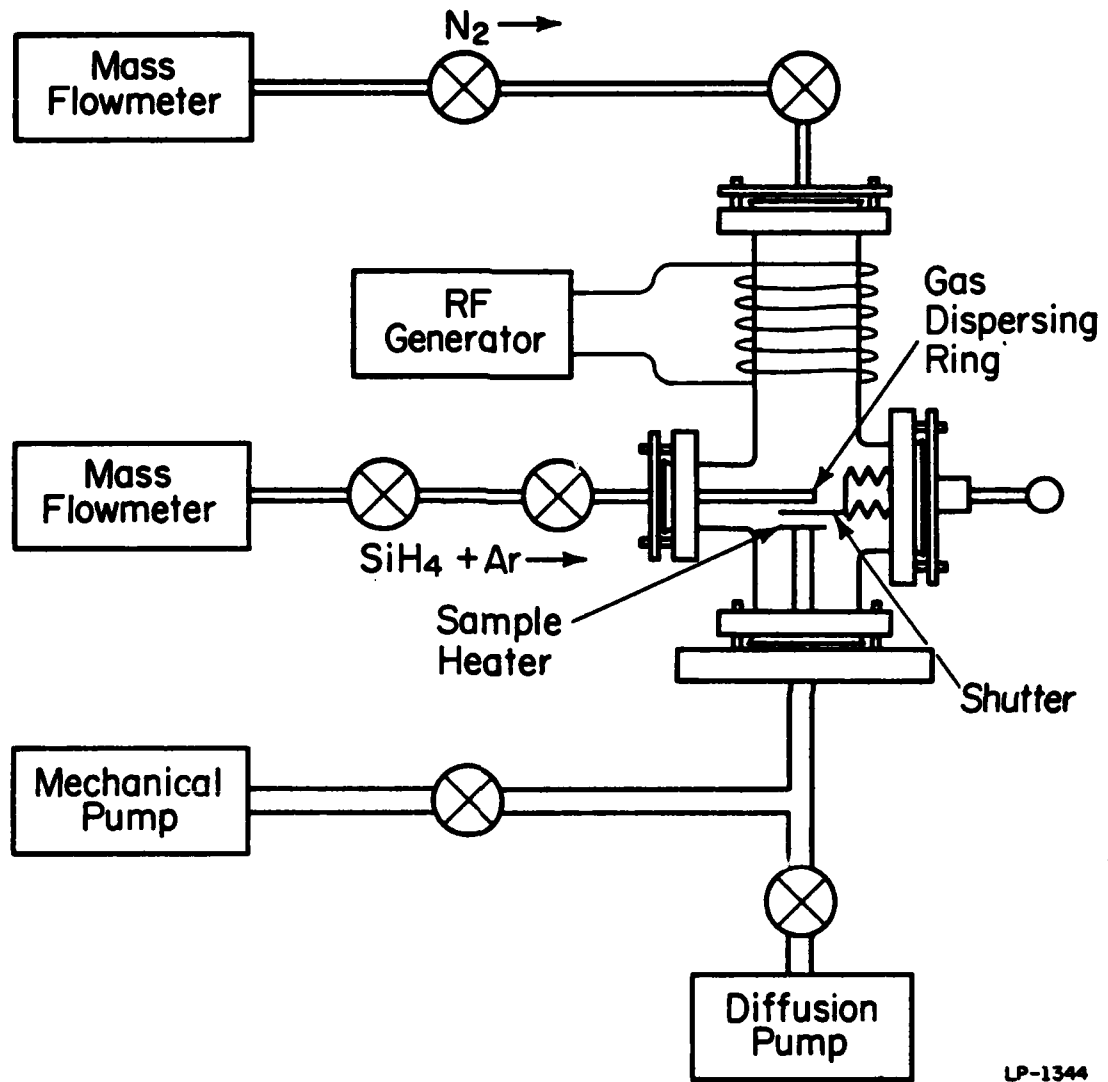 N2
Mass
Flowmeter
RF
Generator
Gas
Dispersing
Ring
Mass
Flowmeter
SiH4 + Ar
Sample
Heater
Shutter
Mechanical
Pump
Diffusion
Pump
LP-1344